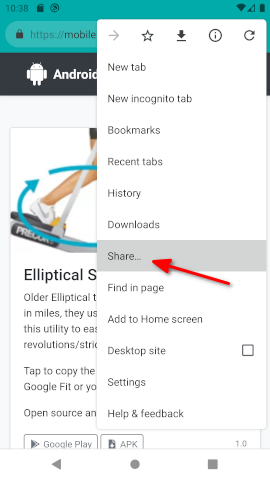 10:38
https://mobile
Android
New tab
New incognito tab
Bookmarks
Recent tabs
History
Downloads
Share...
Find in page
Add to Home screen
Desktop site
Settings
Help & feedback
PRECOR
Elliptical S
Older Elliptical t
in miles, they us
this utility to eas
revolutions/stric
Tap to copy the
Google Fit or yo
Open source an
Google Play
APK
1.0